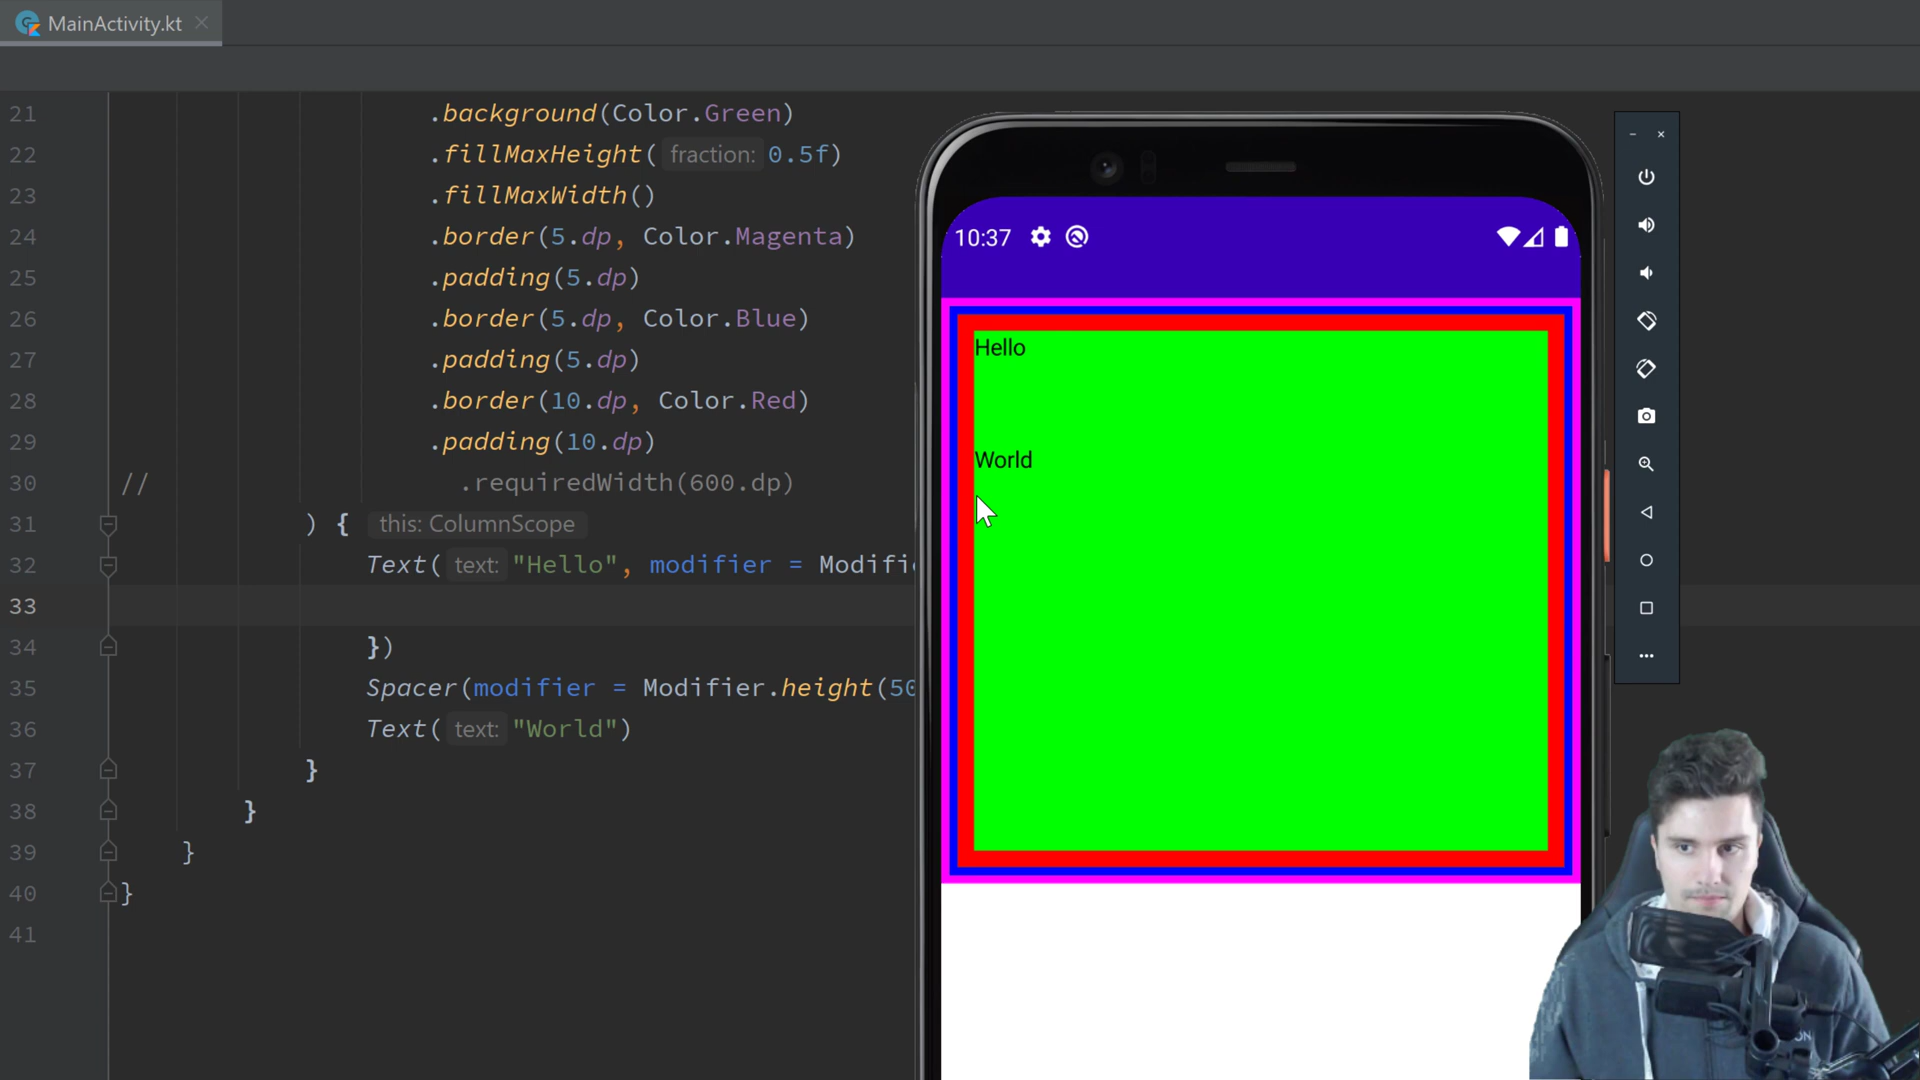 MainActivity.kt
21 .background(Color.Green)
22 .fillMaxHeight( fraction: 0.5f)
23 .fillMaxWidth()
24 .border(5.dp, Color.Magenta)
25 .padding(5.dp)
26 .border(5.dp, Color.Blue)
27 .padding(5.dp)
28 .border(10.dp, Color.Red)
29 .padding(10.dp)
30 // .requiredWidth(600.dp)
31 ) { this: ColumnScope
32 Text( text: "Hello", modifier = Modifie
33
34 })
35 Spacer(modifier = Modifier.height(50
36 Text( text: "World")
37 }
38 }
39 }
40 }
41
10:37
Hello
World